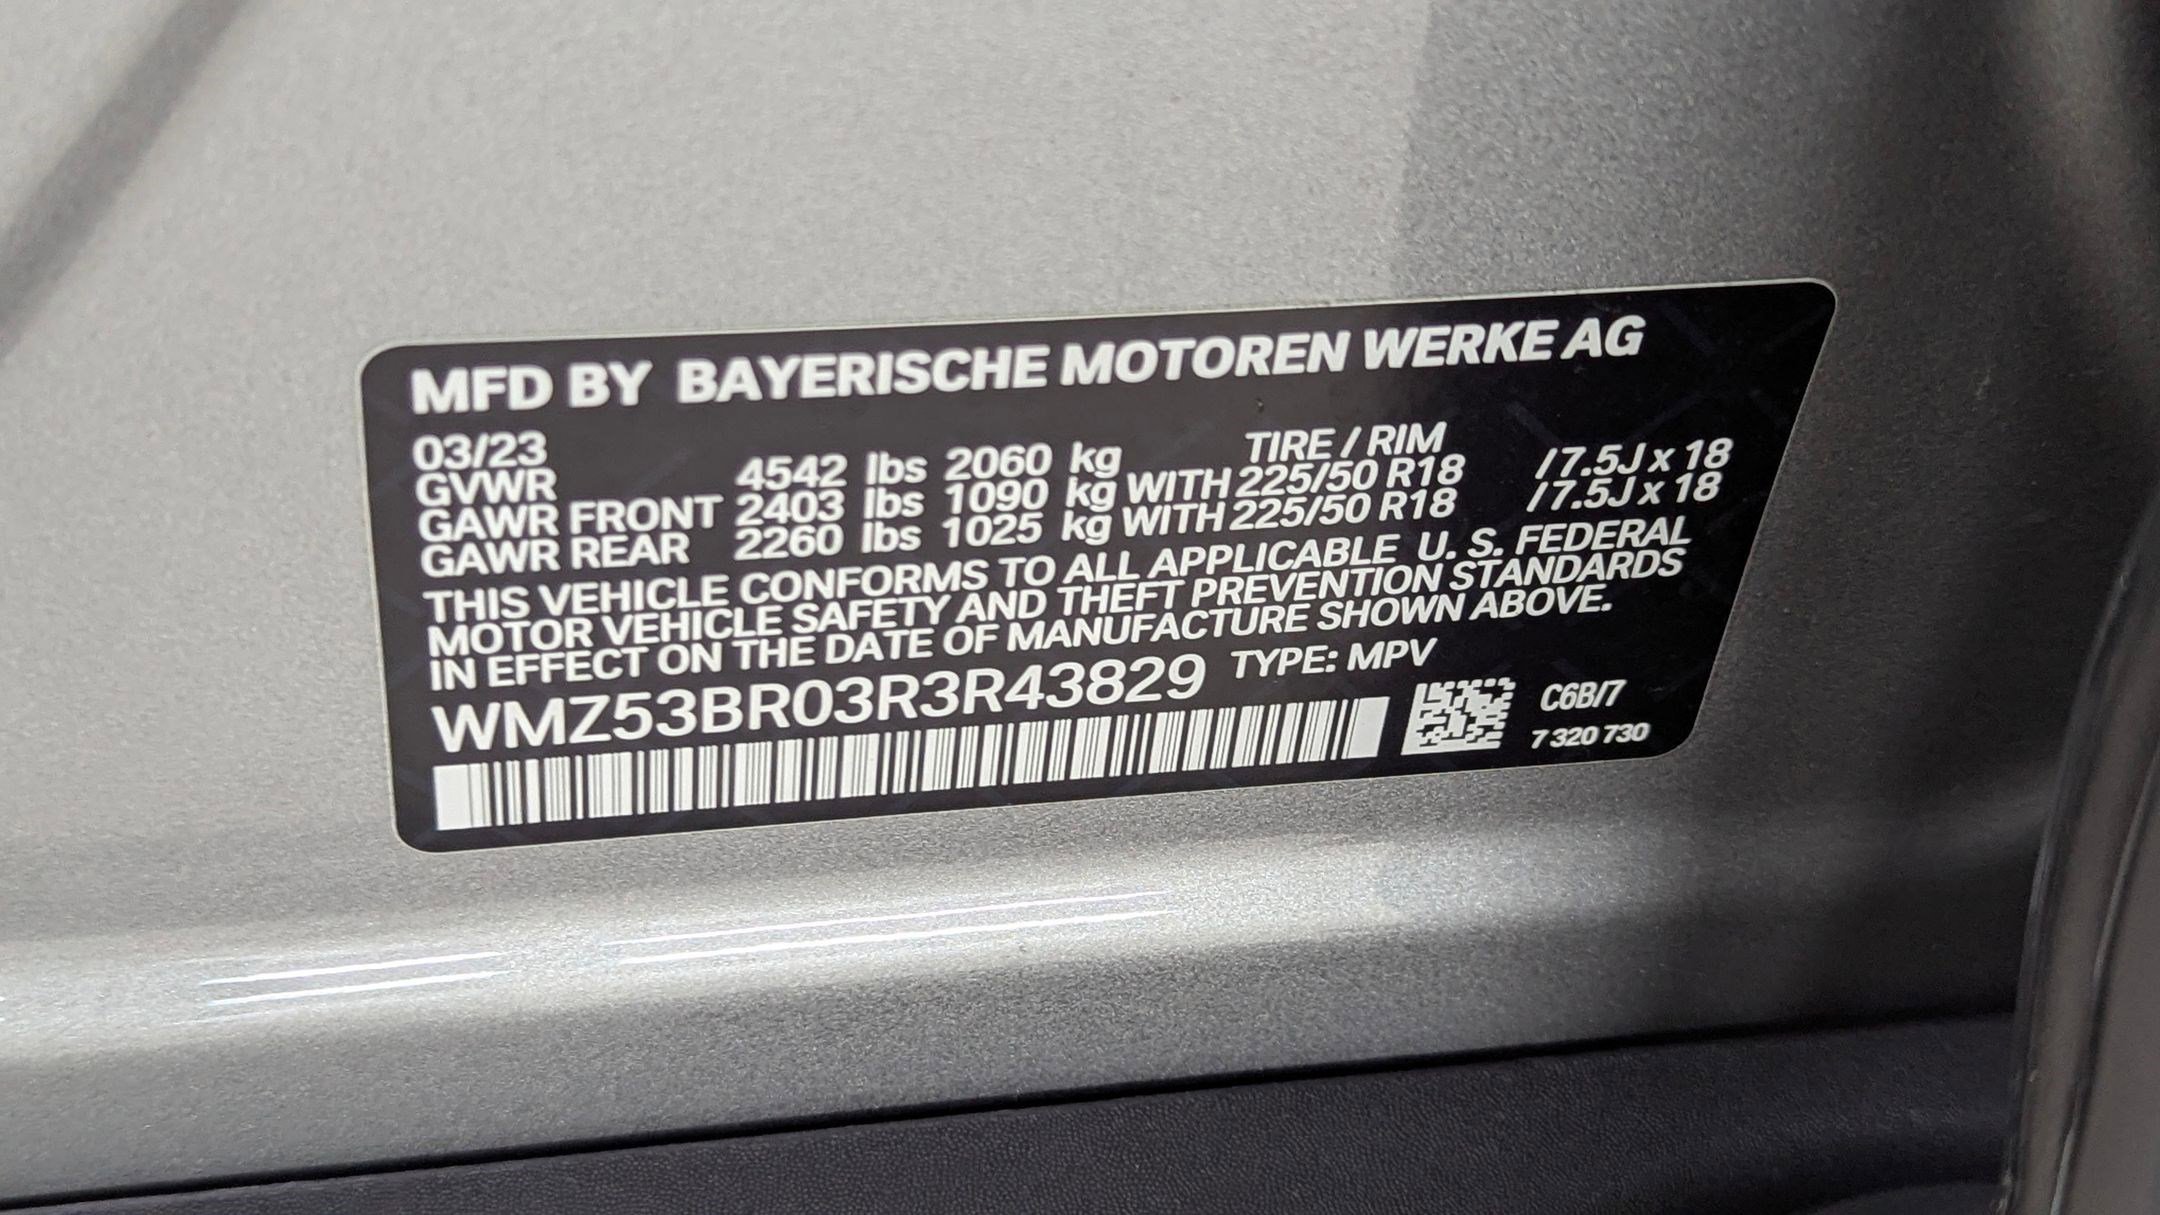 MFD BY BAYERISCHE MOTOREN WERKE AG
03/23 TIRE / RIM
GVWR 4542 lbs 2060 kg
GAWR FRONT 2403 lbs 1090 kg WITH 225/50 R18 /7.5J x 18
GAWR REAR 2260 lbs 1025 kg WITH 225/50 R18 /7.5J x 18
THIS VEHICLE CONFORMS TO ALL APPLICABLE U. S. FEDERAL
MOTOR VEHICLE SAFETY AND THEFT PREVENTION STANDARDS
IN EFFECT ON THE DATE OF MANUFACTURE SHOWN ABOVE.
WMZ53BR03R3R43829 TYPE: MPV
C6B/7
7 320 730